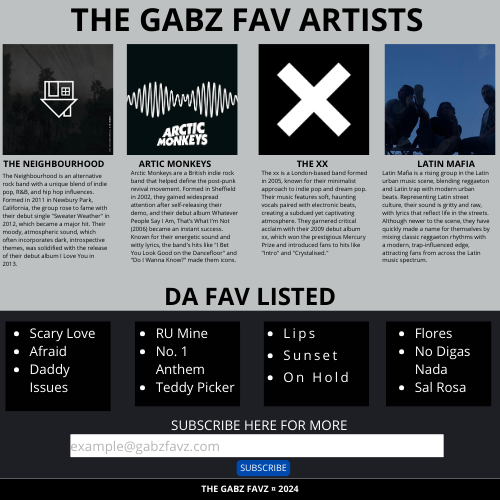 THE GABZ FAV ARTISTS
ARCTIC
MONKEYS
THE NEIGHBOURHOOD
The Neighbourhood is an alternative
rock band with a unique blend of indie
pop, R&B, and hip hop influences.
Formed in 2011 in Newbury Park,
California, the group rose to fame with
their debut single "Sweater Weather" in
2012, which became a major hit. Their
moody, atmospheric sound, which
often incorporates dark, introspective
themes, was solidified with the release
of their debut album I Love You in
2013.
ARTIC MONKEYS
Arctic Monkeys are a British indie rock
band that helped define the post-punk
revival movement. Formed in Sheffield
in 2002, they gained widespread
attention after self-releasing their
demo, and their debut album Whatever
People Say I Am, That's What I'm Not
(2006) became an instant success.
Known for their energetic sound and
witty lyrics, the band's hits like "I Bet
You Look Good on the Dancefloor" and
"Do I Wanna Know?" made them icons.
THE XX
The xx is a London-based band formed
in 2005, known for their minimalist
approach to indie pop and dream pop.
Their music features soft, haunting
vocals paired with electronic beats,
creating a subdued yet captivating
atmosphere. They garnered critical
acclaim with their 2009 debut album
xx, which won the prestigious Mercury
Prize and introduced fans to hits like
"Intro" and "Crystalised."
LATIN MAFIA
Latin Mafia is a rising group in the Latin
urban music scene, blending reggaeton
and Latin trap with modern urban
beats. Representing Latin street
culture, their sound is gritty and raw,
with lyrics that reflect life in the streets.
Although newer to the scene, they have
quickly made a name for themselves by
mixing classic reggaeton rhythms with
a modern, trap-influenced edge,
attracting fans from across the Latin
music spectrum.
DA FAV LISTED
• Scary Love
• Afraid
• Daddy
Issues
• RU Mine
• No. 1
Anthem
• Teddy Picker
• Lips
• Sunset
• On Hold
• Flores
• No Digas
Nada
• Sal Rosa
SUBSCRIBE HERE FOR MORE
example@gabzfavz.com
SUBSCRIBE
THE GABZ FAVZ ¤ 2024